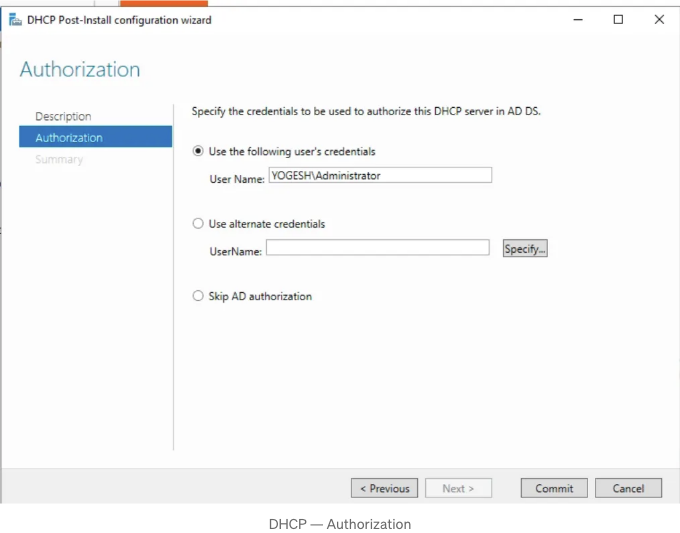 DHCP Post-Install configuration wizard
Authorization
Description
Authorization
Summary
Specify the credentials to be used to authorize this DHCP server in AD DS.
Use the following user's credentials
User Name: YOGESH\Administrator
Use alternate credentials
UserName:
Specify...
Skip AD authorization
< Previous
Next >
Commit
Cancel
DHCP — Authorization